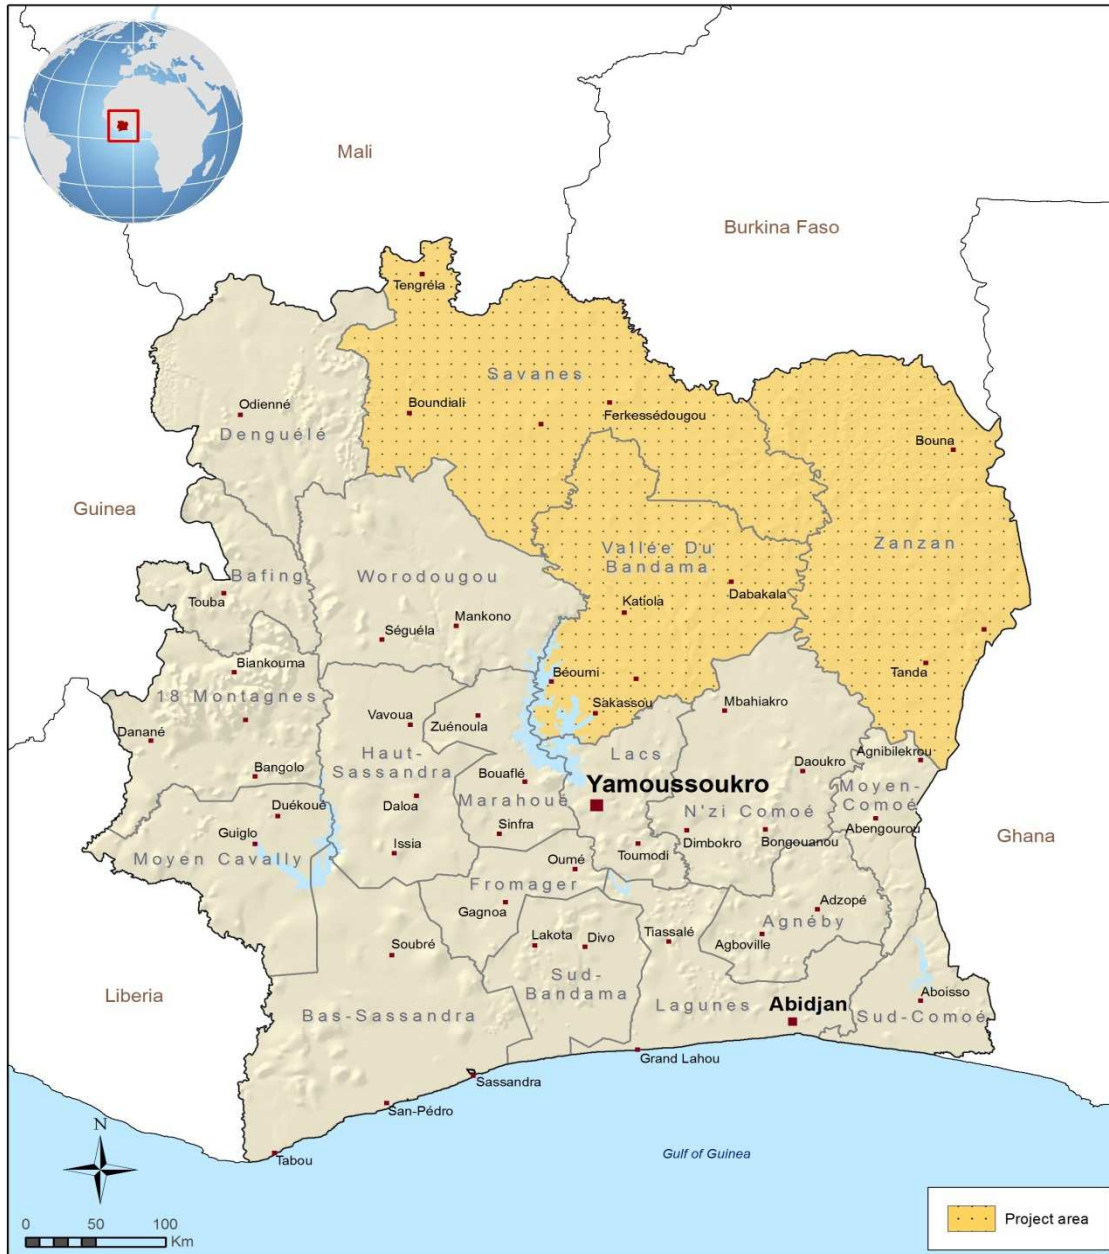 Mali
Burkina Faso
Tengréla
Savanes
Boundiali
Ferkessédougou
Odienné
Denguélé
Bouna
Guinea
Vallée Du
Bandama
Zanzan
Bafing
Worodougou
Touba
Katiola
Dabakala
Mankono
Séguéla
Biankouma
18 Montagnes
Béoumi
Tanda
Sakassou
Mbahiakro
Vavoua
Zuénoula
Danané
Haut-
Sassandra
Lacs
Agnibilekrou
Bangolo
Bouaflé
Yamoussoukro
Daoukro
Moyen-
Comoé
Marahoué
Daloa
N'zi Comoé
Duékoué
Sinfra
Abengourou
Guiglo
Dimbokro
Bongouanou
Ghana
Moyen Cavally
Issia
Toumodi
Oumé
Fromager
Gagnoa
Adzopé
Agnéby
Soubré
Lakota
Divo
Tiassalé
Agboville
Sud-
Bandama
Liberia
Lagunes
Abidjan
Aboisso
Sud-Comoé
Bas-Sassandra
Grand Lahou
Sassandra
San-Pédro
N
Tabou
Gulf of Guinea
0 50 100
Km
Project area